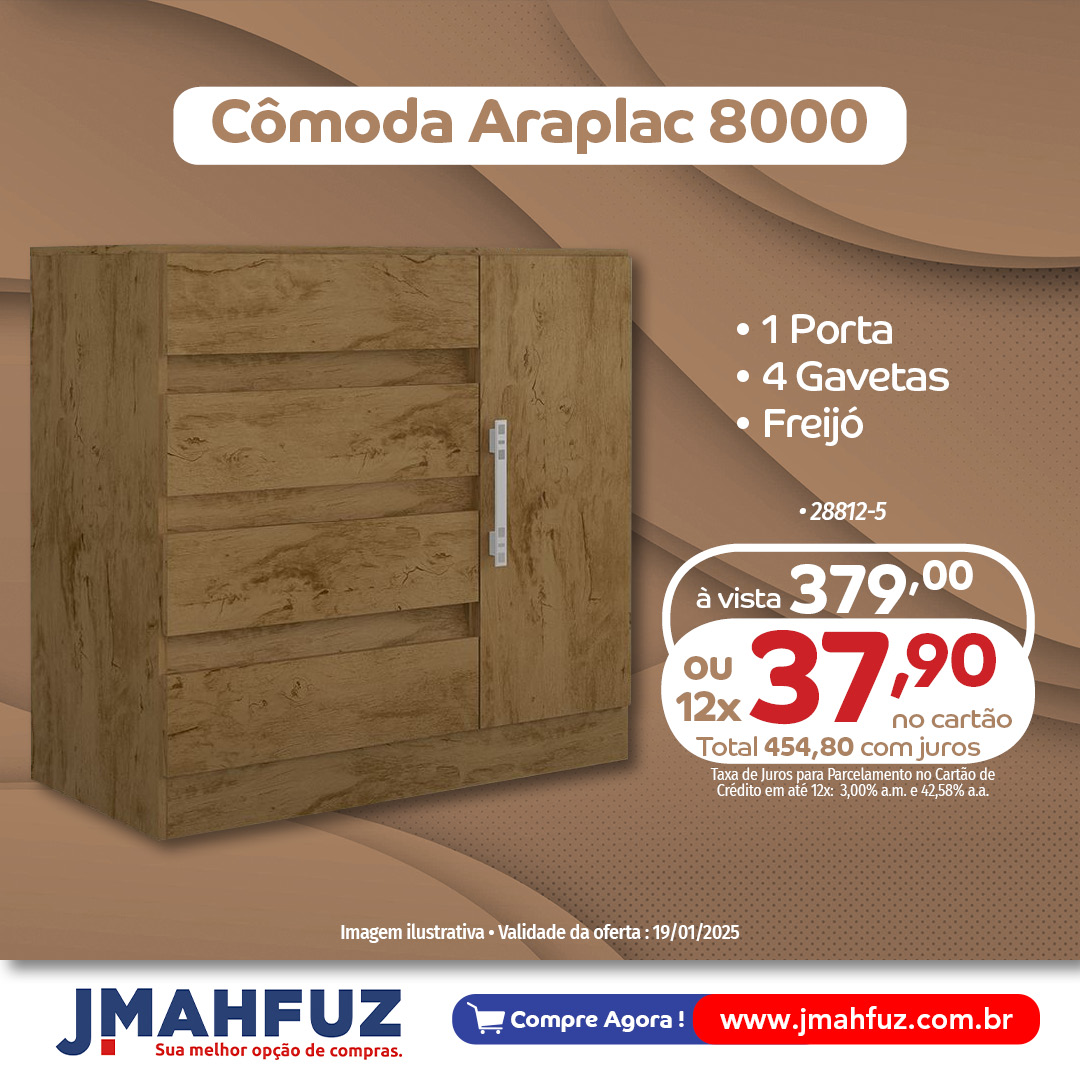 Cômoda Araplac 8000
• 1 Porta
• 4 Gavetas
• Freijó
• 28812-5
à vista 379,00
ou 12x 37,90
no cartão
Total 454,80 com juros
Taxa de Juros para Parcelamento no Cartão de
Crédito em até 12x: 3,00% a.m. e 42,58% a.a.
Imagem ilustrativa • Validade da oferta : 19/01/2025
JMAHFUZ
Sua melhor opção de compras.
Compre Agora !
www.jmahfuz.com.br